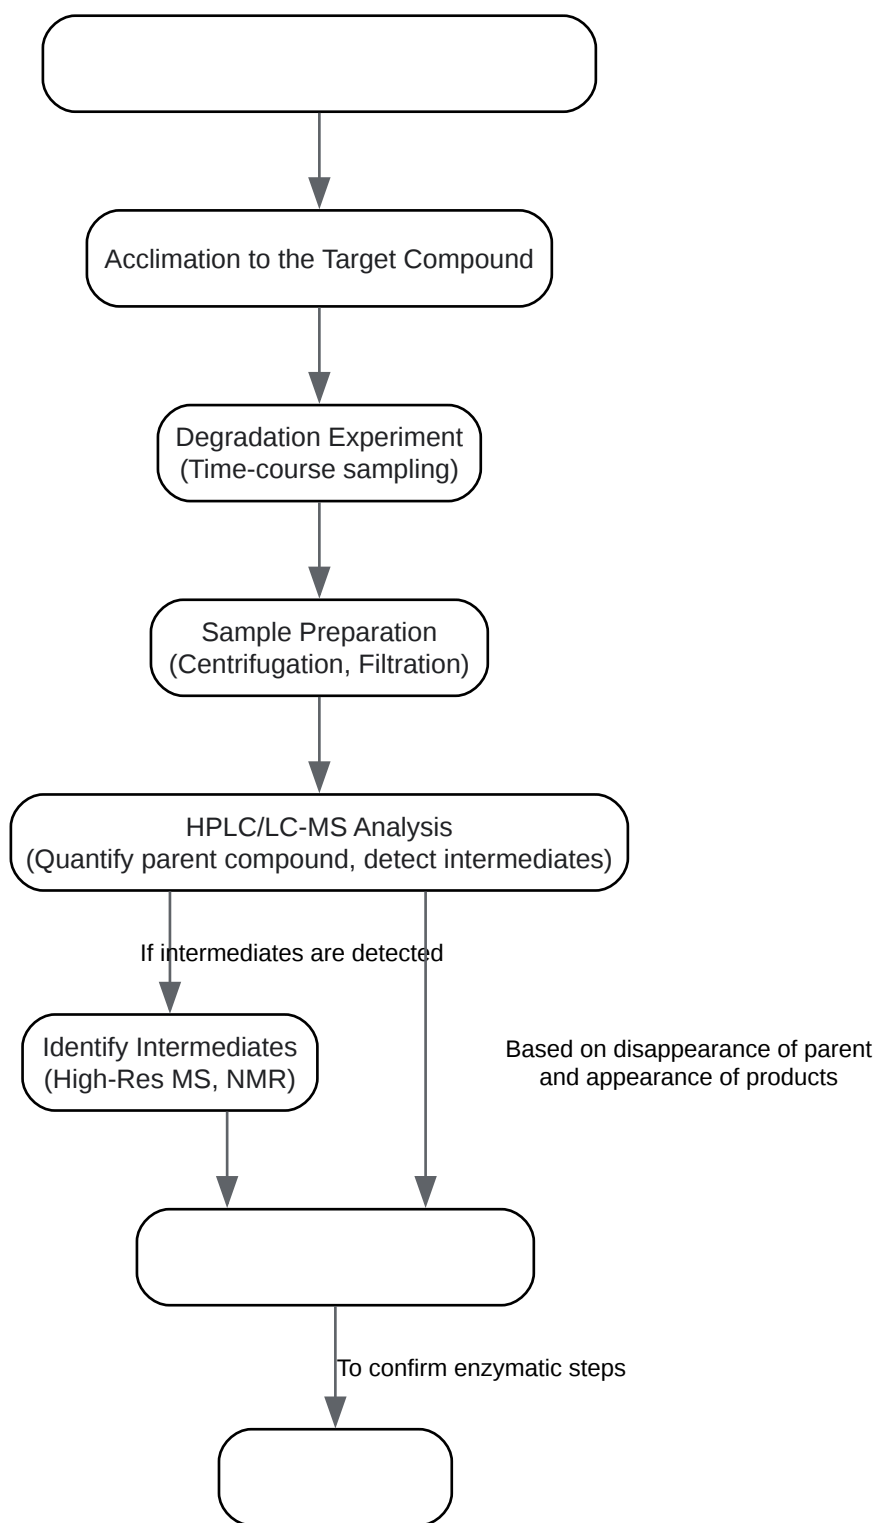 Acclimation to the Target Compound
Degradation Experiment
(Time-course sampling)
Sample Preparation
(Centrifugation, Filtration)
HPLC/LC-MS Analysis
(Quantify parent compound, detect intermediates)
If intermediates are detected
Identify Intermediates
(High-Res MS, NMR)
Based on disappearance of parent
and appearance of products
To confirm enzymatic steps